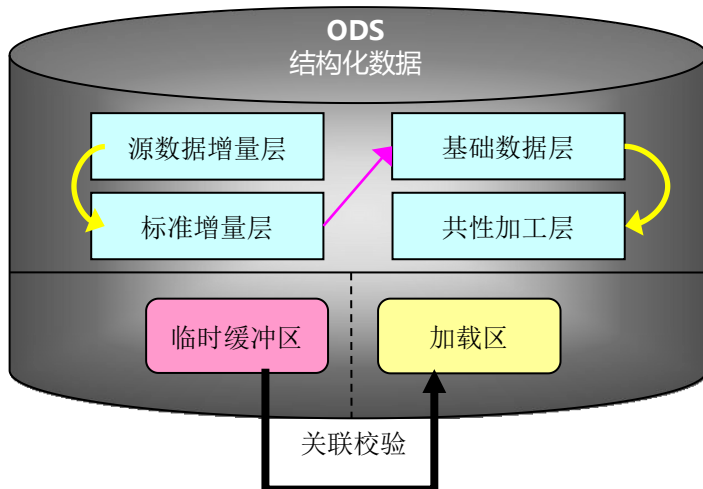 ODS
结构化数据
源数据增量层
基础数据层
标准增量层
共性加工层
临时缓冲区
加载区
关联校验